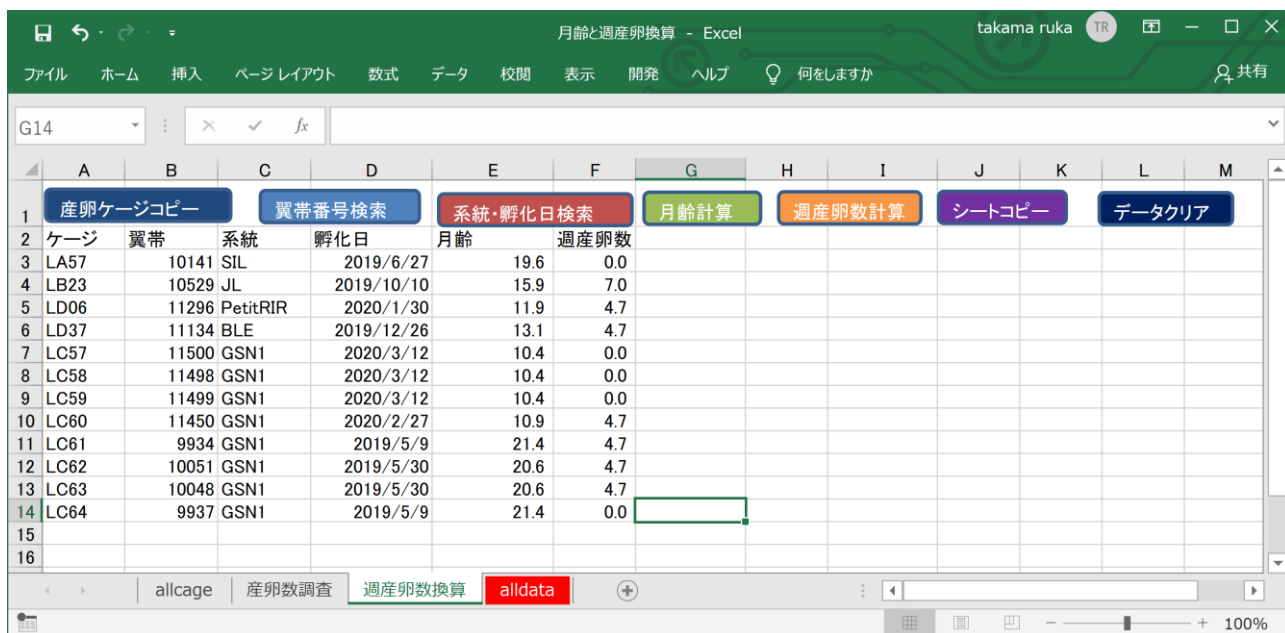 月齢と週産卵換算 - Excel
takama ruka TR
ファイル ホーム 挿入 ページ レイアウト 数式 データ 校閲 表示 開発 ヘルプ 何をしますか 共有
G14 fx
A B C D E F G H I J K L M
1 産卵ケージコピー 翼帯番号検索 系統・孵化日検索 月齢計算 週産卵数計算 シートコピー データクリア
2 ケージ 翼帯 系統 孵化日 月齢 週産卵数
3 LA57 10141 SIL 2019/6/27 19.6 0.0
4 LB23 10529 JL 2019/10/10 15.9 7.0
5 LD06 11296 PetitRIR 2020/1/30 11.9 4.7
6 LD37 11134 BLE 2019/12/26 13.1 4.7
7 LC57 11500 GSN1 2020/3/12 10.4 0.0
8 LC58 11498 GSN1 2020/3/12 10.4 0.0
9 LC59 11499 GSN1 2020/3/12 10.4 0.0
10 LC60 11450 GSN1 2020/2/27 10.9 4.7
11 LC61 9934 GSN1 2019/5/9 21.4 4.7
12 LC62 10051 GSN1 2019/5/30 20.6 4.7
13 LC63 10048 GSN1 2019/5/30 20.6 4.7
14 LC64 9937 GSN1 2019/5/9 21.4 0.0
15
16
allcage 産卵数調査 週産卵数換算 alldata
100%